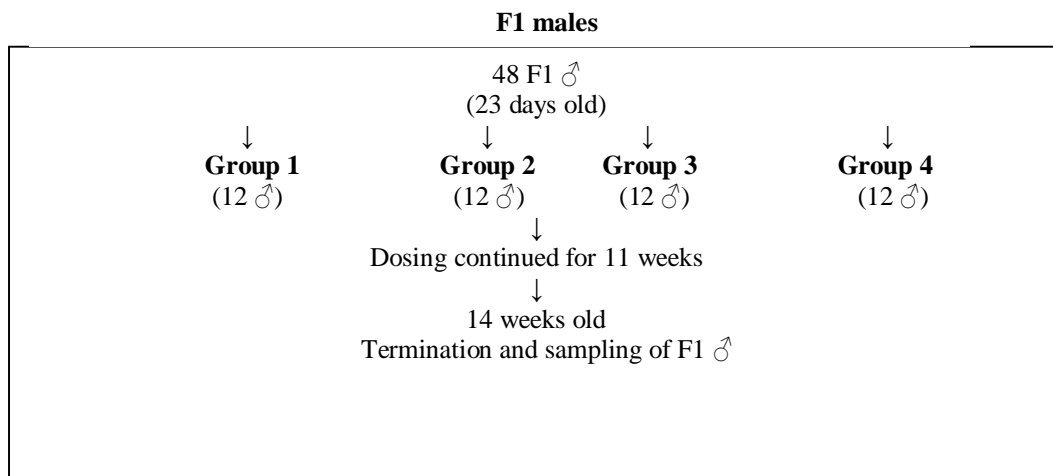 F1 males
48 F1 ♂
(23 days old)
↓ ↓ ↓ ↓
Group 1 Group 2 Group 3 Group 4
(12 ♂) (12 ♂) (12 ♂) (12 ♂)
↓
Dosing continued for 11 weeks
↓
14 weeks old
Termination and sampling of F1 ♂